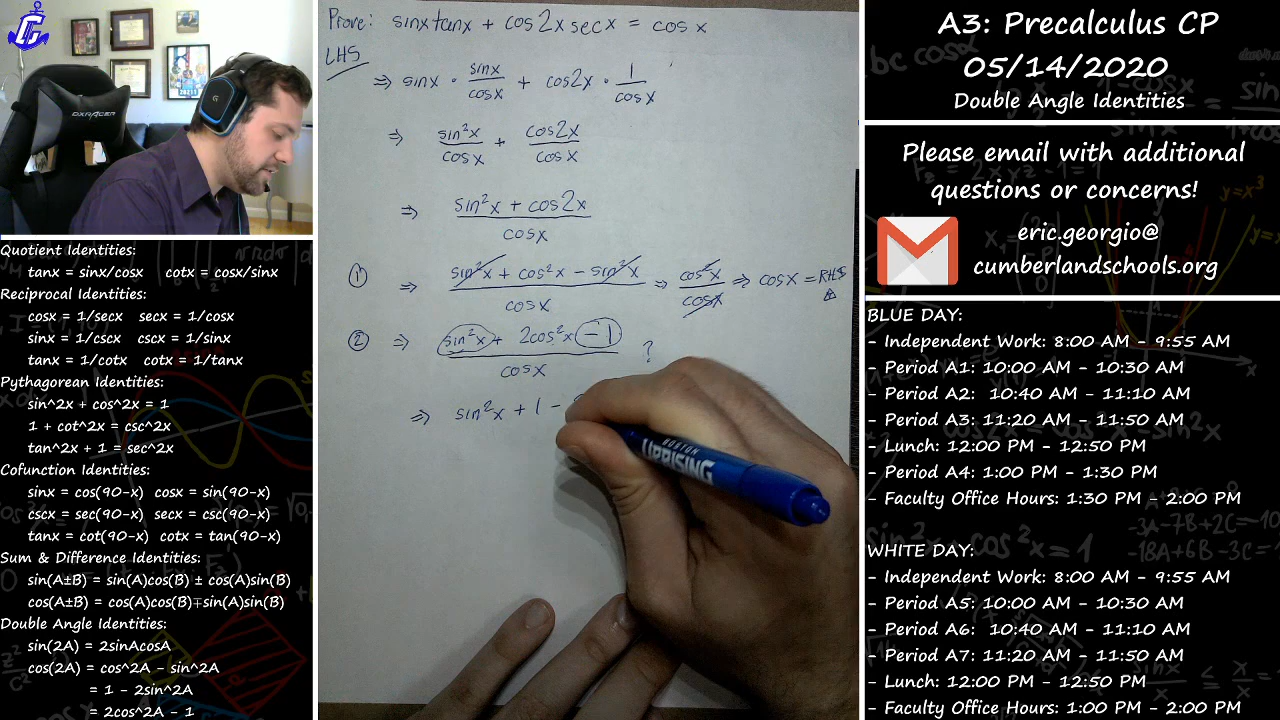 Prove: sinx tanx + cos2x secx = cos x
LHS
⇒ sinx · sinx/cosx + cos2x · 1/cosx
⇒ sin²x/cosx + cos2x/cosx
⇒ (sin²x + cos2x)/cosx
① ⇒ (sin²x + cos²x - sin²x)/cosx ⇒ cos²x/cosx ⇒ cosx = RHS
② ⇒ (sin²x + 2cos²x - 1)/cosx ?
⇒ sin²x + 1 -
DXRACER
BOSTON
Quotient Identities:
tanx = sinx/cosx cotx = cosx/sinx
Reciprocal Identities:
cosx = 1/secx secx = 1/cosx
sinx = 1/cscx cscx = 1/sinx
tanx = 1/cotx cotx = 1/tanx
Pythagorean Identities:
sin^2x + cos^2x = 1
1 + cot^2x = csc^2x
tan^2x + 1 = sec^2x
Cofunction Identities:
sinx = cos(90-x) cosx = sin(90-x)
cscx = sec(90-x) secx = csc(90-x)
tanx = cot(90-x) cotx = tan(90-x)
Sum & Difference Identities:
sin(A±B) = sin(A)cos(B) ± cos(A)sin(B)
cos(A±B) = cos(A)cos(B)∓sin(A)sin(B)
Double Angle Identities:
sin(2A) = 2sinAcosA
cos(2A) = cos^2A - sin^2A
= 1 - 2sin^2A
= 2cos^2A - 1
A3: Precalculus CP
05/14/2020
Double Angle Identities
Please email with additional
questions or concerns!
eric.georgio@
cumberlandschools.org
BLUE DAY:
- Independent Work: 8:00 AM - 9:55 AM
- Period A1: 10:00 AM - 10:30 AM
- Period A2: 10:40 AM - 11:10 AM
- Period A3: 11:20 AM - 11:50 AM
- Lunch: 12:00 PM - 12:50 PM
- Period A4: 1:00 PM - 1:30 PM
- Faculty Office Hours: 1:30 PM - 2:00 PM
WHITE DAY:
- Independent Work: 8:00 AM - 9:55 AM
- Period A5: 10:00 AM - 10:30 AM
- Period A6: 10:40 AM - 11:10 AM
- Period A7: 11:20 AM - 11:50 AM
- Lunch: 12:00 PM - 12:50 PM
- Faculty Office Hours: 1:00 PM - 2:00 PM